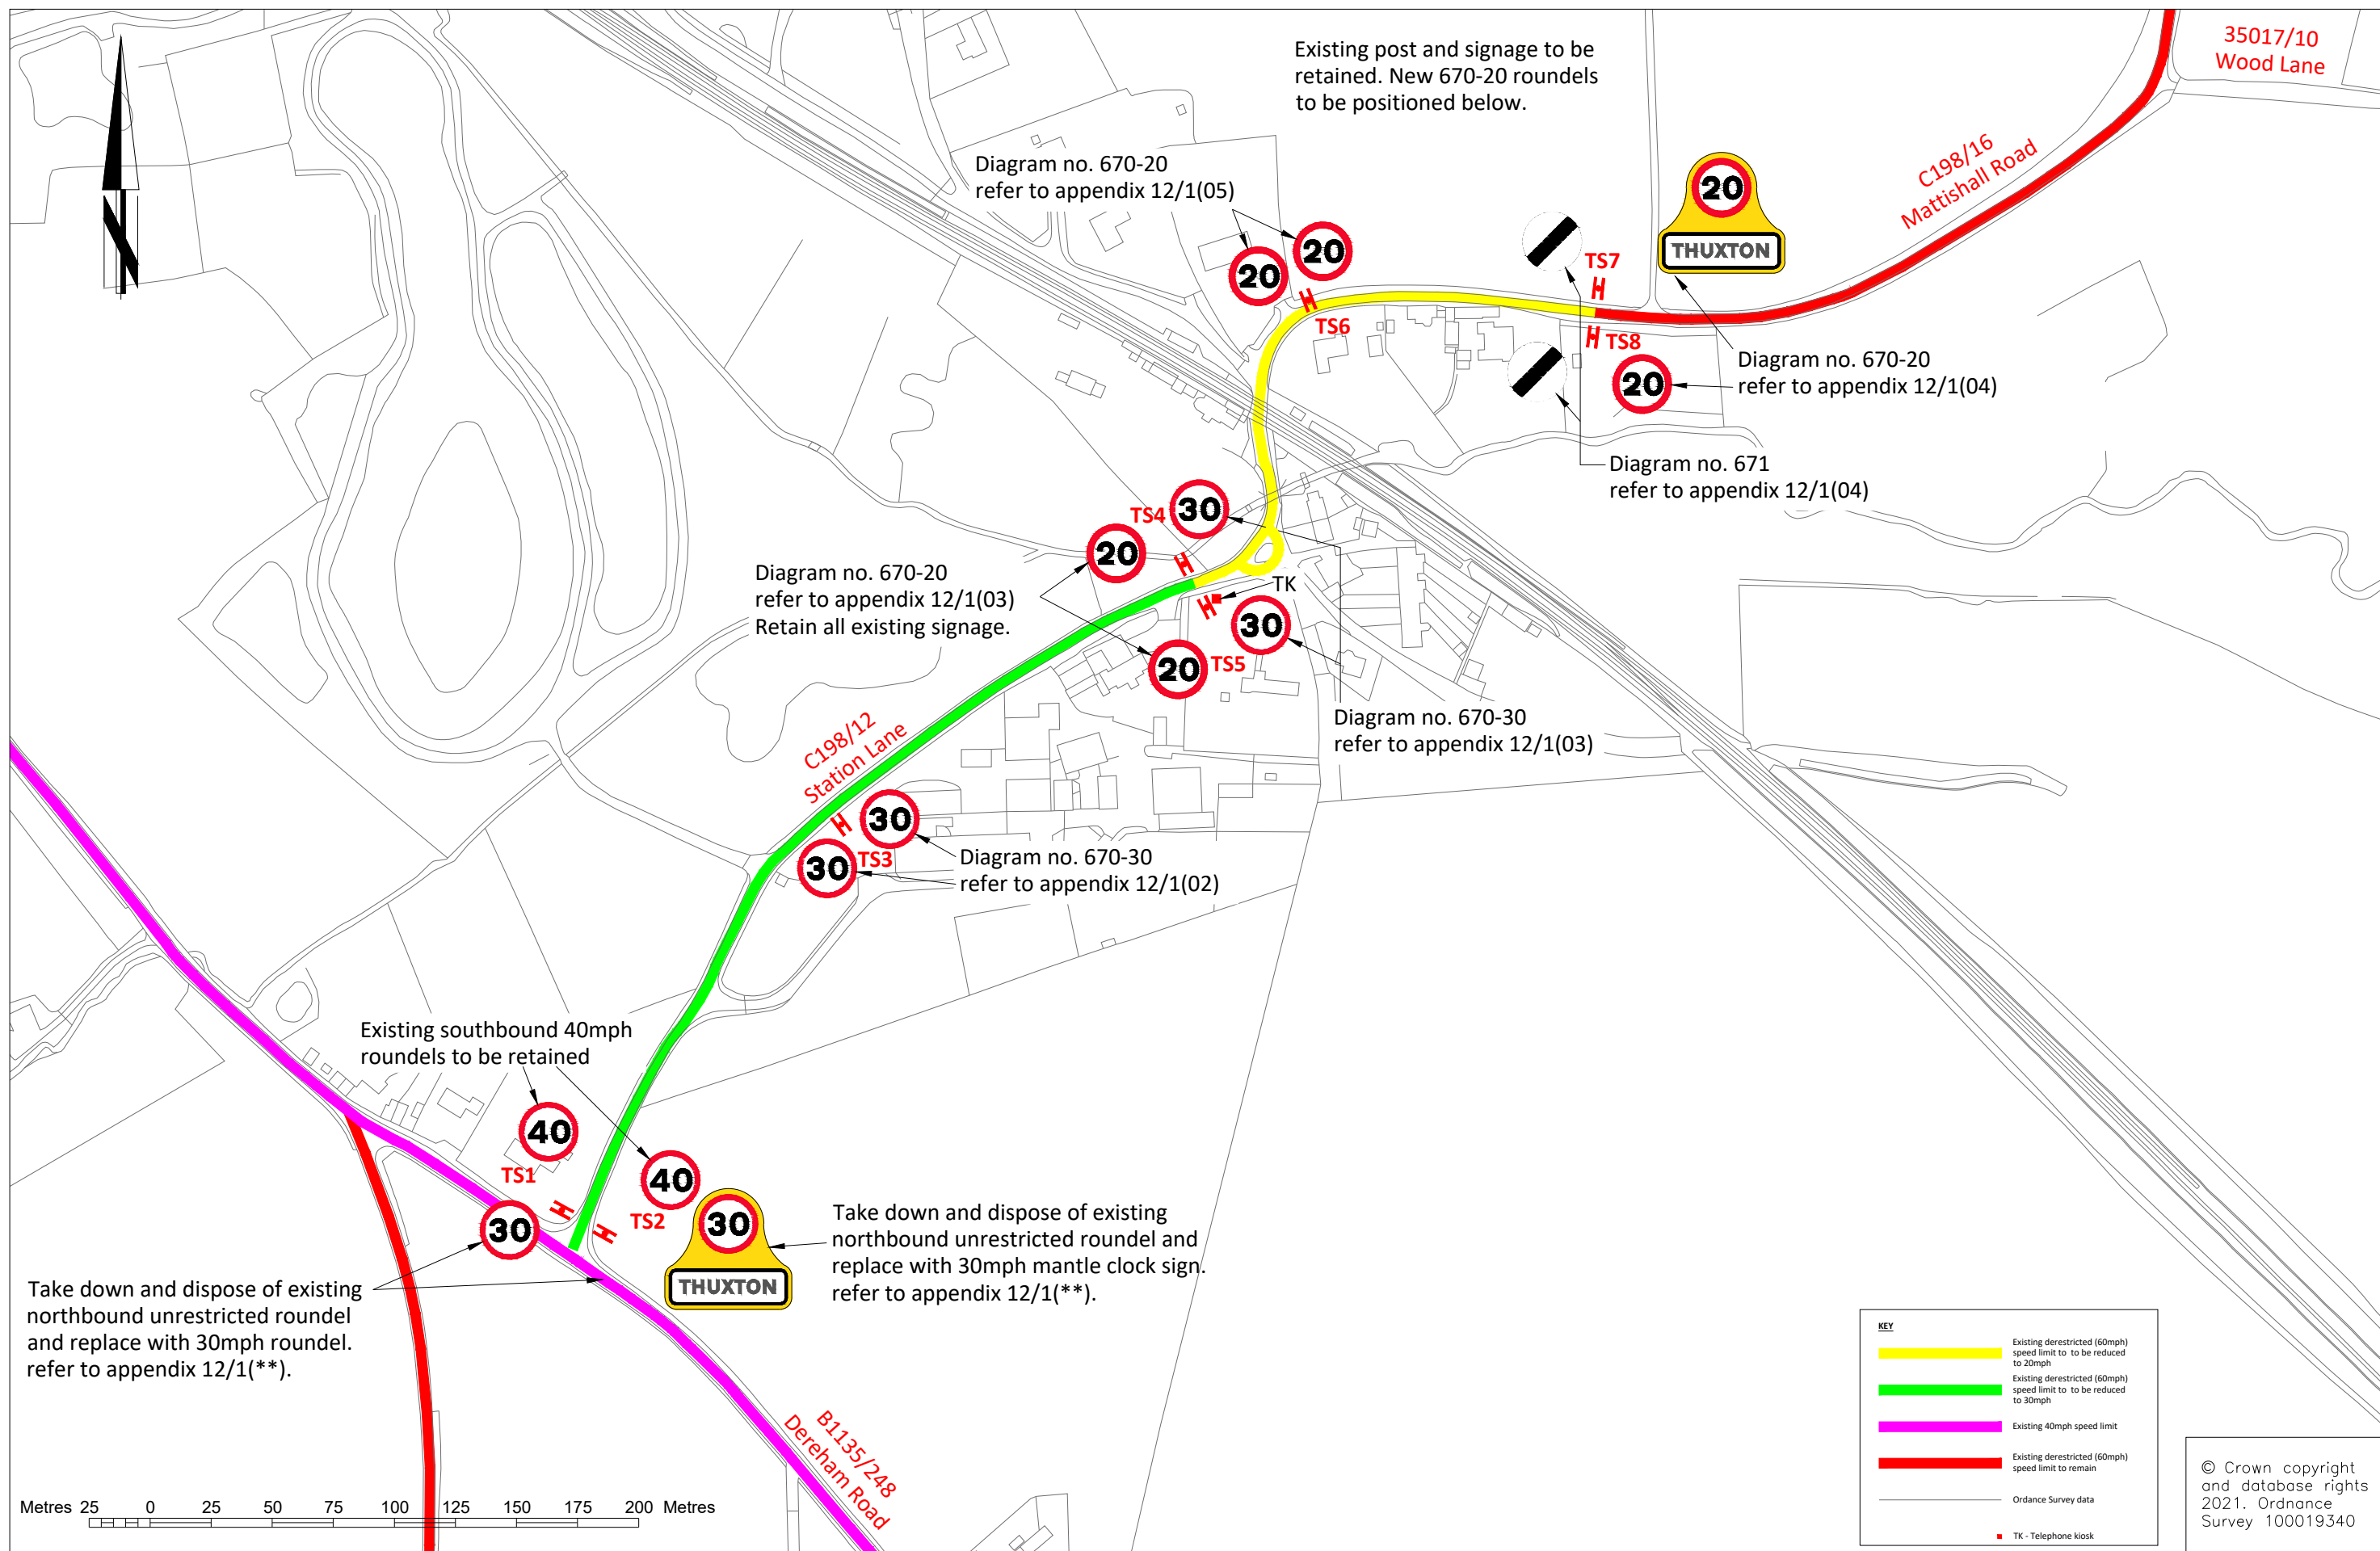 Existing post and signage to be
retained. New 670-20 roundels
to be positioned below.
35017/10
Wood Lane
C198/16
Mattishall Road
Diagram no. 670-20
refer to appendix 12/1(05)
20
20
TS6
20
THUXTON
TS7
TS8
20
Diagram no. 670-20
refer to appendix 12/1(04)
Diagram no. 671
refer to appendix 12/1(04)
TS4
30
20
Diagram no. 670-20
refer to appendix 12/1(03)
Retain all existing signage.
TK
30
20
TS5
Diagram no. 670-30
refer to appendix 12/1(03)
C198/12
Station Lane
30
30
TS3
Diagram no. 670-30
refer to appendix 12/1(02)
Existing southbound 40mph
roundels to be retained
40
TS1
40
TS2
30
30
THUXTON
Take down and dispose of existing
northbound unrestricted roundel and
replace with 30mph mantle clock sign.
refer to appendix 12/1(**).
Take down and dispose of existing
northbound unrestricted roundel
and replace with 30mph roundel.
refer to appendix 12/1(**).
B1135/248
Dereham Road
Metres 25 0 25 50 75 100 125 150 175 200 Metres
KEY
Existing derestricted (60mph)
speed limit to to be reduced
to 20mph
Existing derestricted (60mph)
speed limit to to be reduced
to 30mph
Existing 40mph speed limit
Existing derestricted (60mph)
speed limit to remain
Ordance Survey data
TK - Telephone kiosk
© Crown copyright
and database rights
2021. Ordnance
Survey 100019340
N